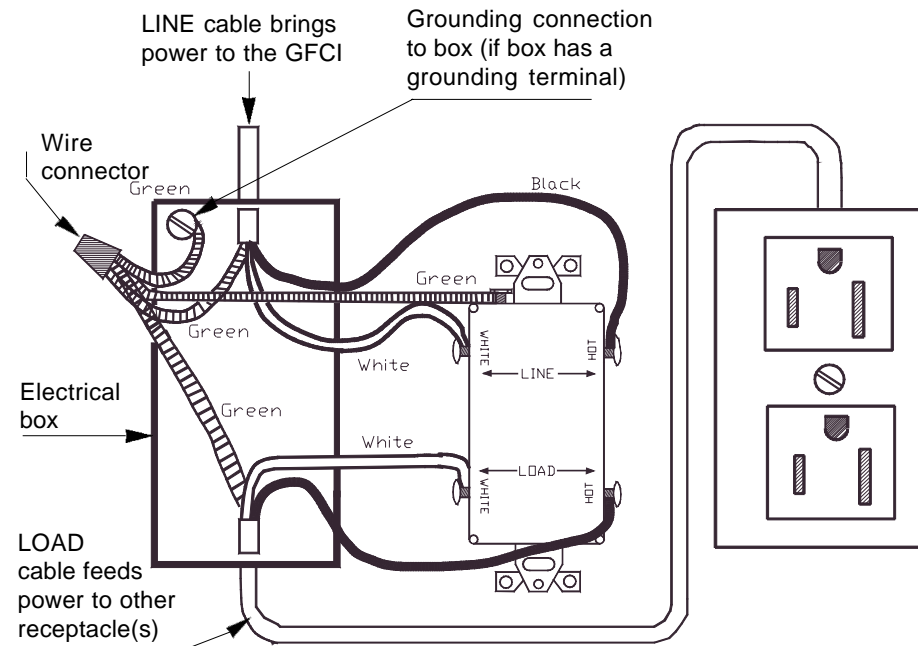 LINE cable brings
power to the GFCI
Grounding connection
to box (if box has a
grounding terminal)
Wire
connector
Green
Black
Green
Green
White
WHITE
HOT
LINE
Electrical
box
Green
White
LOAD
WHITE
HOT
LOAD
cable feeds
power to other
receptacle(s)